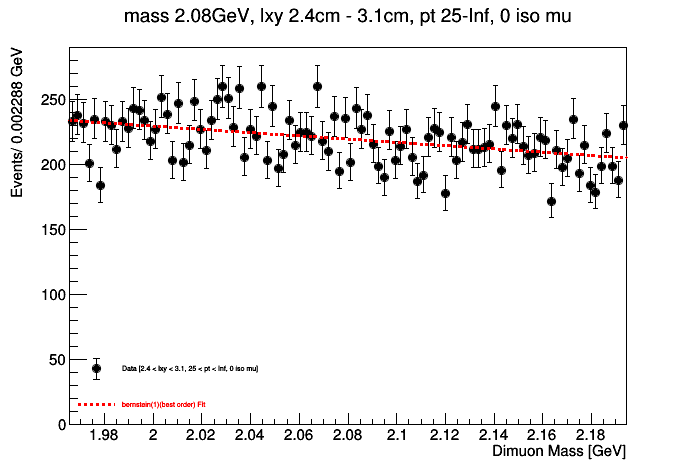 mass 2.08GeV, lxy 2.4cm - 3.1cm, pt 25-Inf, 0 iso mu
Events/ 0.002288 GeV
250
200
150
100
50
0
Data [2.4 < lxy < 3.1, 25 < pt < Inf, 0 iso mu]
bernstein(1)(best order) Fit
1.98 2 2.02 2.04 2.06 2.08 2.1 2.12 2.14 2.16 2.18
Dimuon Mass [GeV]